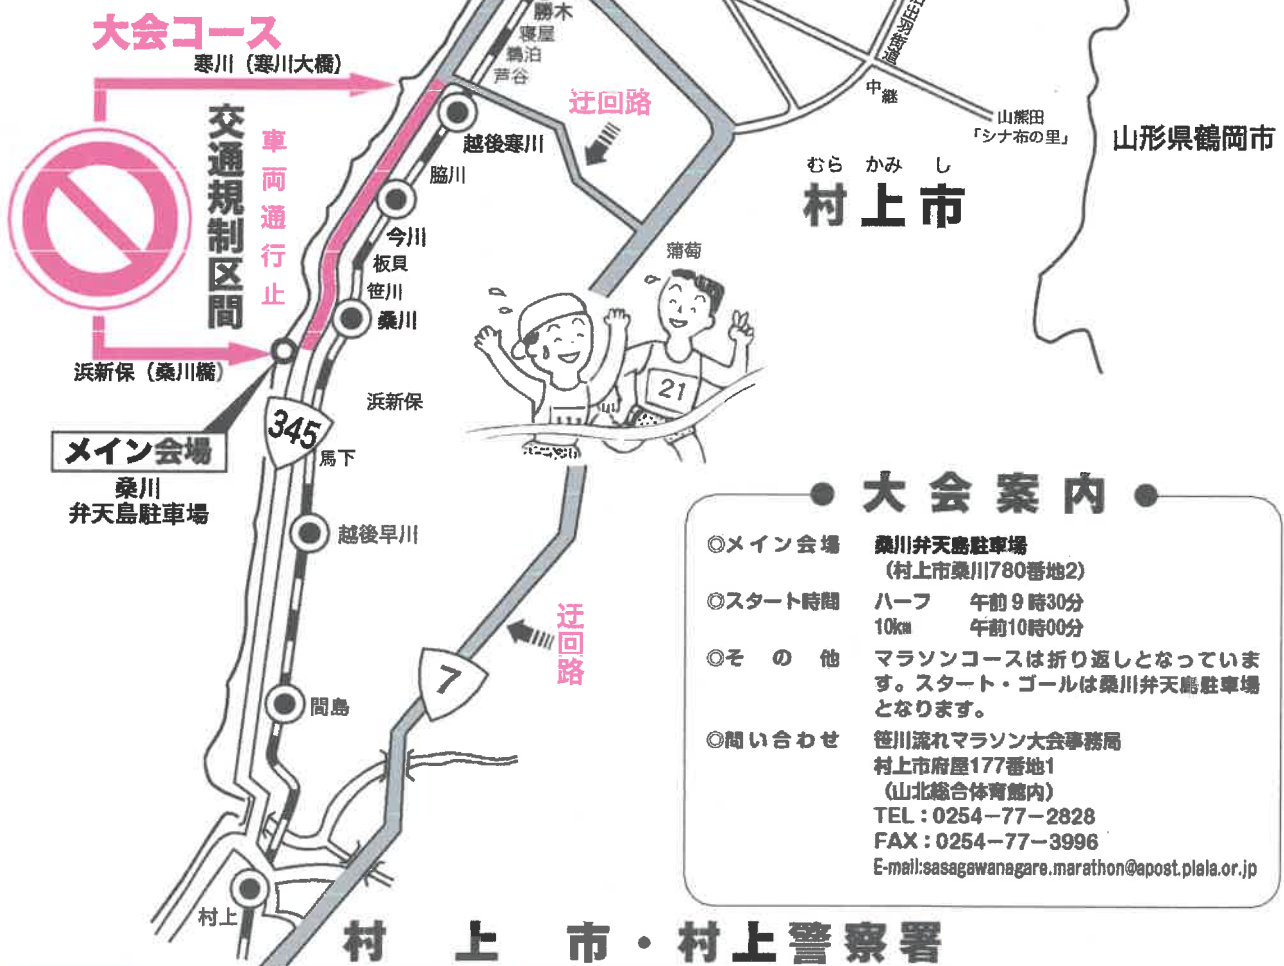 大会コース
寒川（寒川大橋）
交通規制区間
車両通行止
浜新保（桑川橋）
メイン会場
桑川
弁天島駐車場
勝木
寝屋
鵜泊
芦谷
越後寒川
脇川
今川
板貝
笹川
桑川
浜新保
345
馬下
越後早川
間島
村上
迂回路
中継
山熊田
「シナ布の里」
山形県鶴岡市
むら かみ し
村上市
蒲萄
21
迂回路
7
大会案内
◎メイン会場 桑川弁天島駐車場
（村上市桑川780番地2）
◎スタート時間 ハーフ 午前9時30分
10km 午前10時00分
◎その他 マラソンコースは折り返しとなっていま
す。スタート・ゴールは桑川弁天島駐車場
となります。
◎問い合わせ 笹川流れマラソン大会事務局
村上市府屋177番地1
（山北総合体育館内）
TEL：0254－77－2828
FAX：0254－77－3996
E-mail:sasagawanagare.marathon@apost.plala.or.jp
村上市・村上警察署